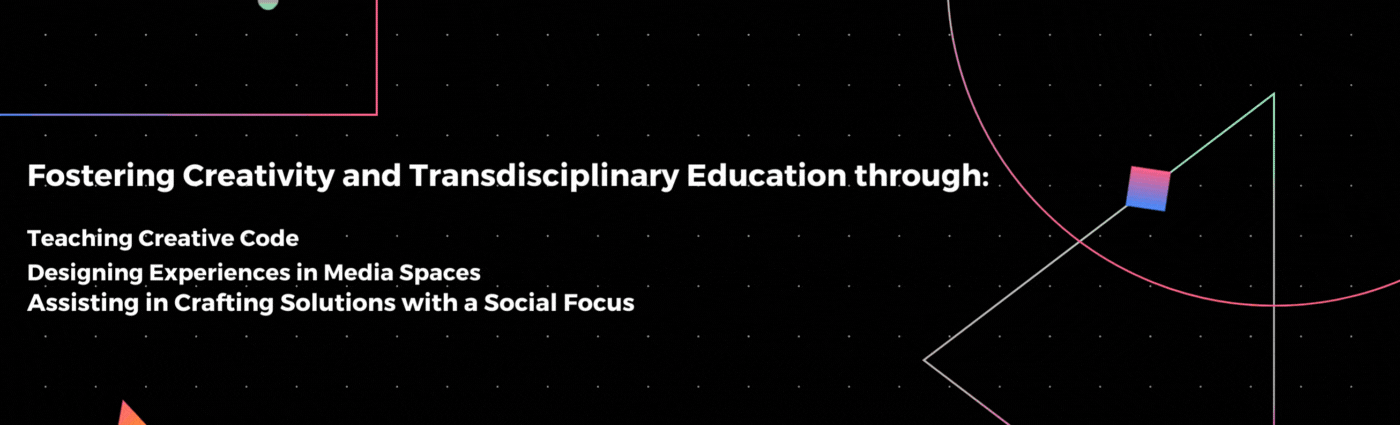 Fostering Creativity and Transdisciplinary Education through:
Teaching Creative Code
Designing Experiences in Media Spaces
Assisting in Crafting Solutions with a Social Focus